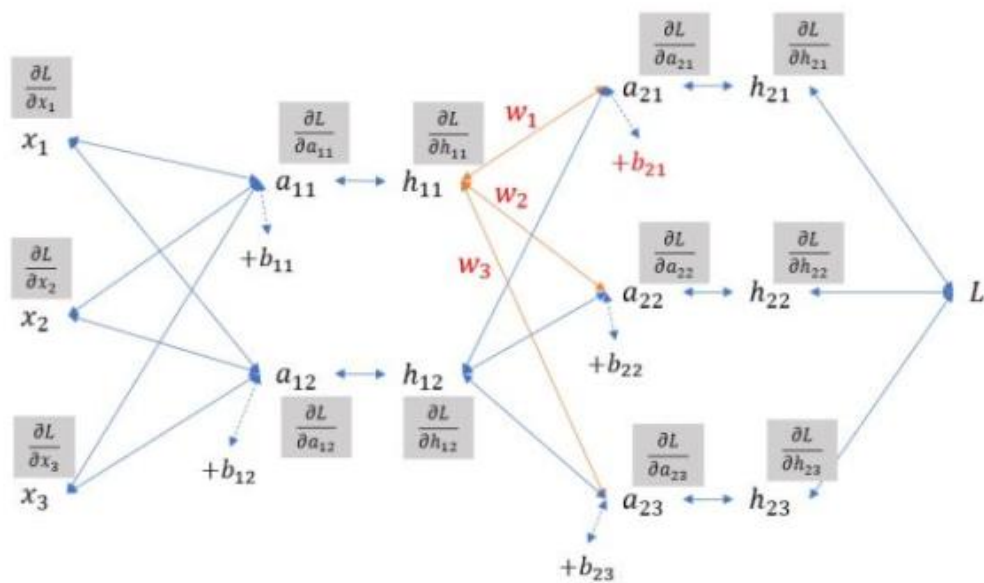 ∂L/∂x₁
x₁
∂L/∂a₁₁
a₁₁
+b₁₁
∂L/∂h₁₁
h₁₁
w₁
w₂
w₃
∂L/∂a₂₁
a₂₁
+b₂₁
∂L/∂h₂₁
h₂₁
∂L/∂x₂
x₂
∂L/∂a₂₂
a₂₂
+b₂₂
∂L/∂h₂₂
h₂₂
L
a₁₂
∂L/∂a₁₂
+b₁₂
h₁₂
∂L/∂h₁₂
∂L/∂x₃
x₃
∂L/∂a₂₃
a₂₃
+b₂₃
∂L/∂h₂₃
h₂₃